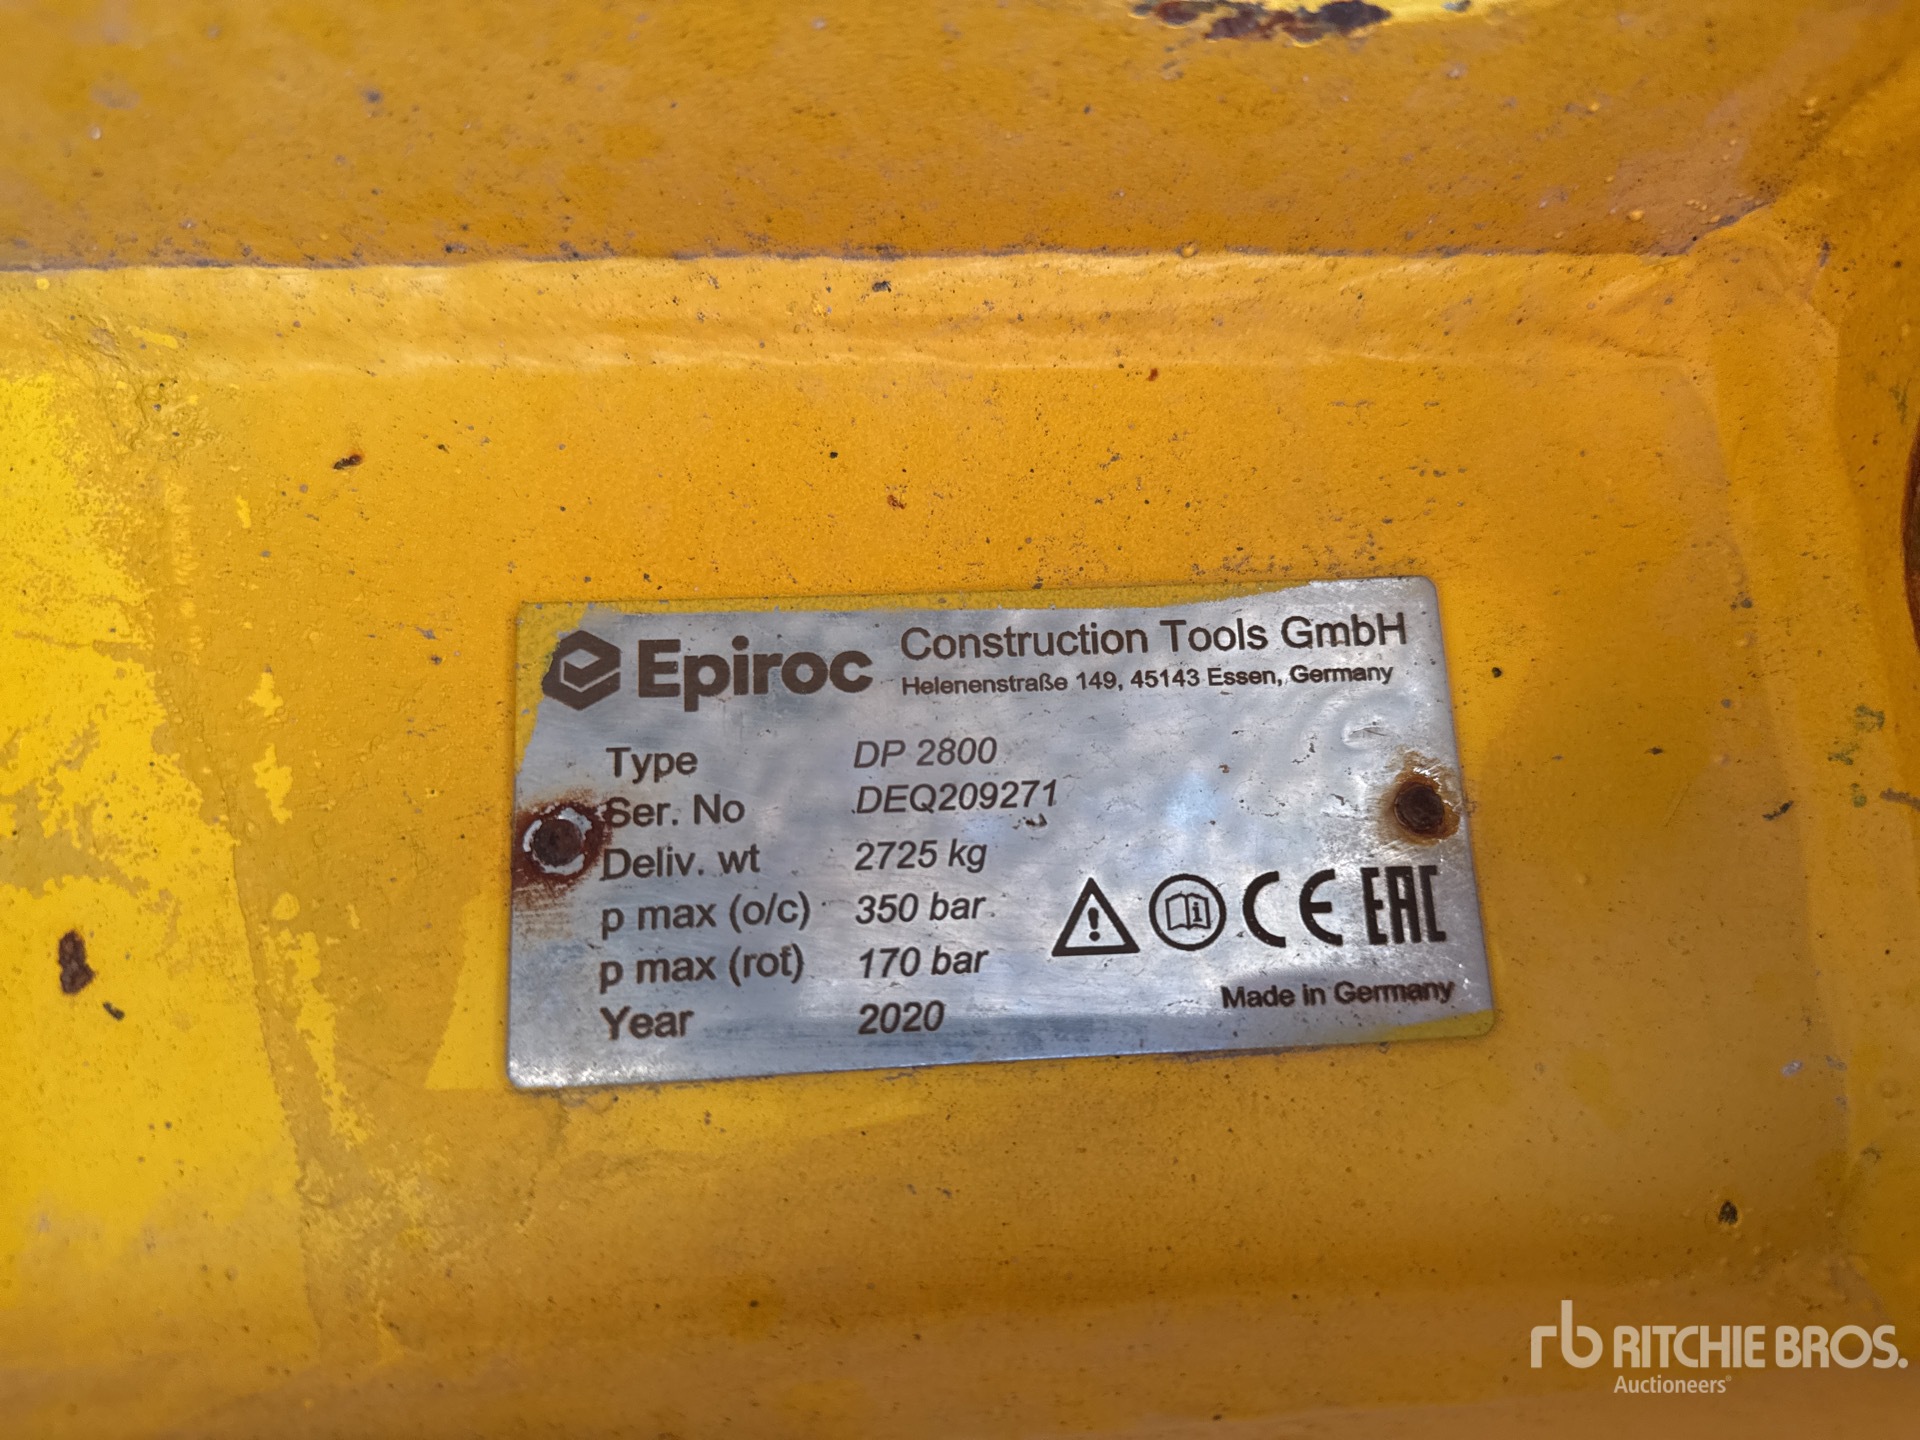 Epiroc Construction Tools GmbH
Helenenstraße 149, 45143 Essen, Germany
Type DP 2800
Ser. No DEQ209271
Deliv. wt 2725 kg
p max (o/c) 350 bar
p max (rot) 170 bar
Year 2020
CE EAC
Made in Germany
rb RITCHIE BROS.
Auctioneers®